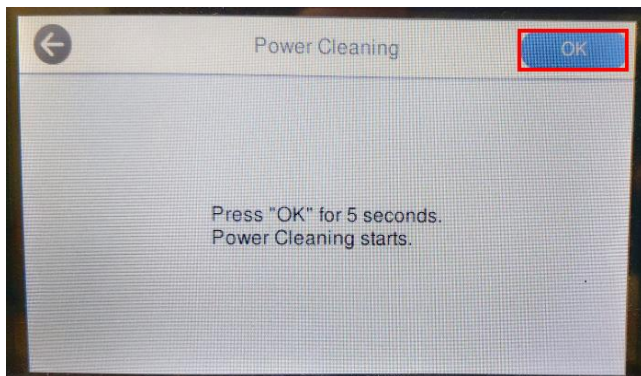 Power Cleaning
OK
Press "OK" for 5 seconds.
Power Cleaning starts.